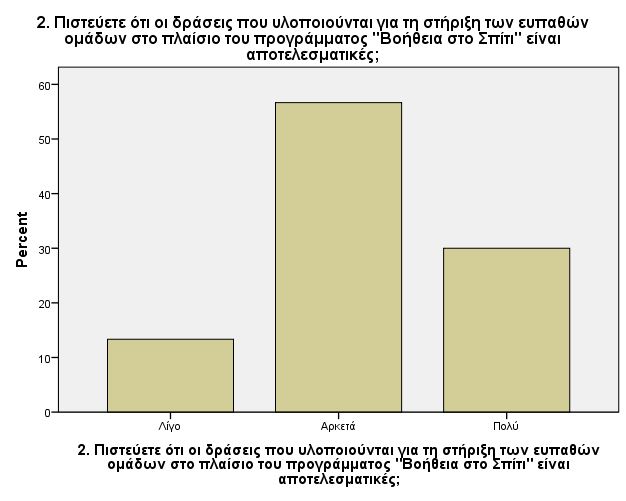 2. Πιστεύετε ότι οι δράσεις που υλοποιούνται για τη στήριξη των ευπαθών
ομάδων στο πλαίσιο του προγράμματος "Βοήθεια στο Σπίτι" είναι
αποτελεσματικές;
60
50
40
30
20
10
0
Percent
Λίγο
Αρκετά
Πολύ
2. Πιστεύετε ότι οι δράσεις που υλοποιούνται για τη στήριξη των ευπαθών
ομάδων στο πλαίσιο του προγράμματος "Βοήθεια στο Σπίτι" είναι
αποτελεσματικές;